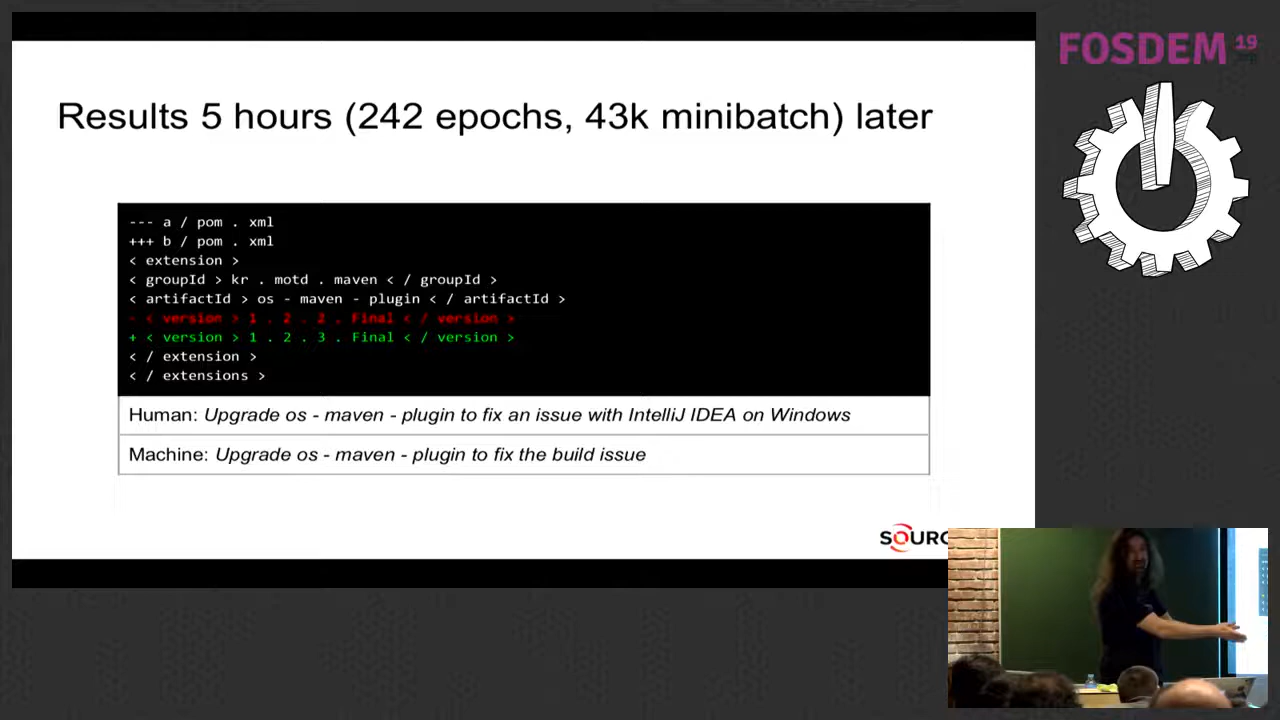 Results 5 hours (242 epochs, 43k minibatch) later
--- a / pom . xml
+++ b / pom . xml
< extension >
< groupId > kr . motd . maven < / groupId >
< artifactId > os - maven - plugin < / artifactId >
- < version > 1 . 2 . 2 . Final < / version >
+ < version > 1 . 2 . 3 . Final < / version >
< / extension >
< / extensions >
Human: Upgrade os - maven - plugin to fix an issue with IntelliJ IDEA on Windows
Machine: Upgrade os - maven - plugin to fix the build issue
SOURC
FOSDEM 19